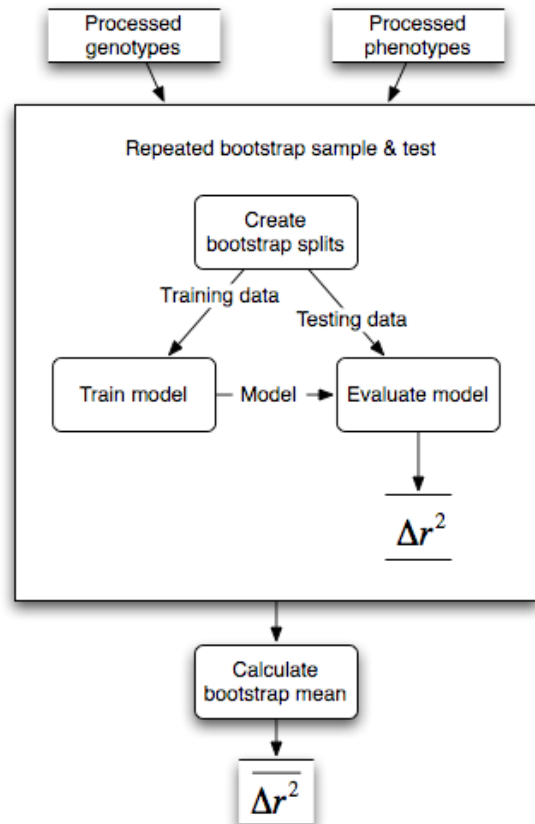 Processed
genotypes
Processed
phenotypes
Repeated bootstrap sample & test
Create
bootstrap splits
Training data
Testing data
Train model
Model
Evaluate model
Δr²
Calculate
bootstrap mean
Δr²